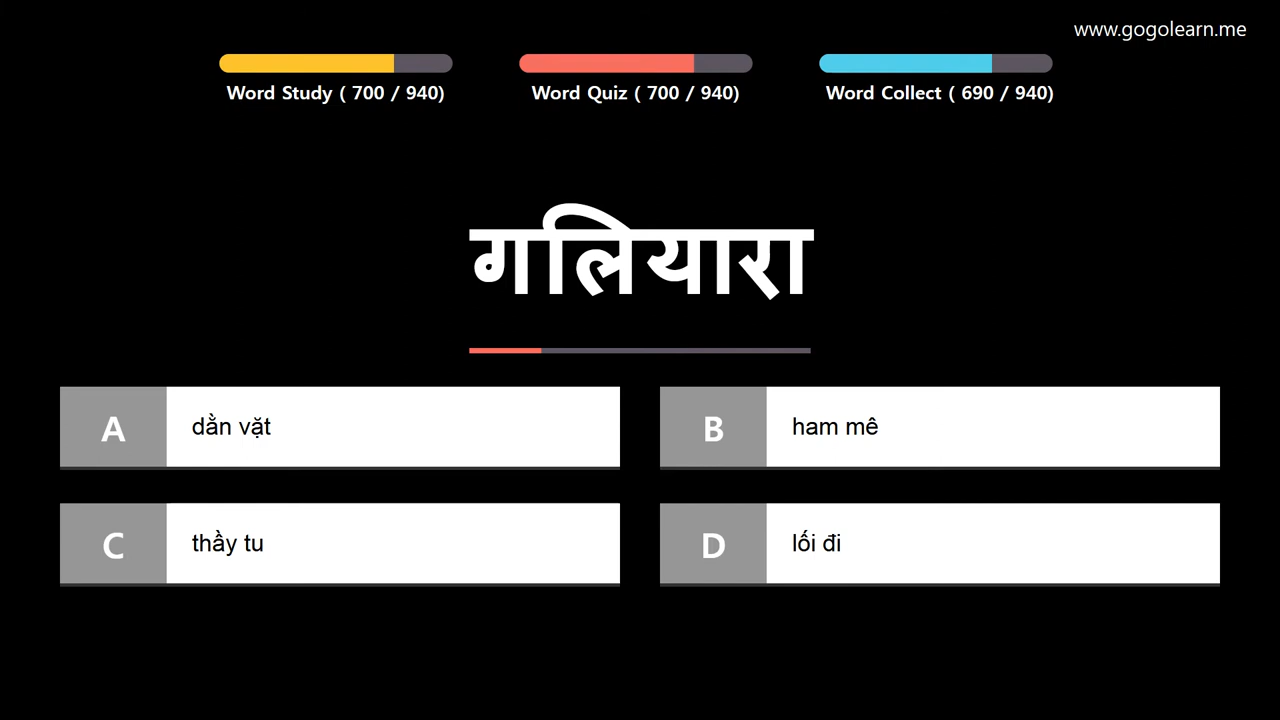 www.gogolearn.me
Word Study ( 700 / 940)
Word Quiz ( 700 / 940)
Word Collect ( 690 / 940)
गलियारा
A
dằn vặt
B
ham mê
C
thầy tu
D
lối đi